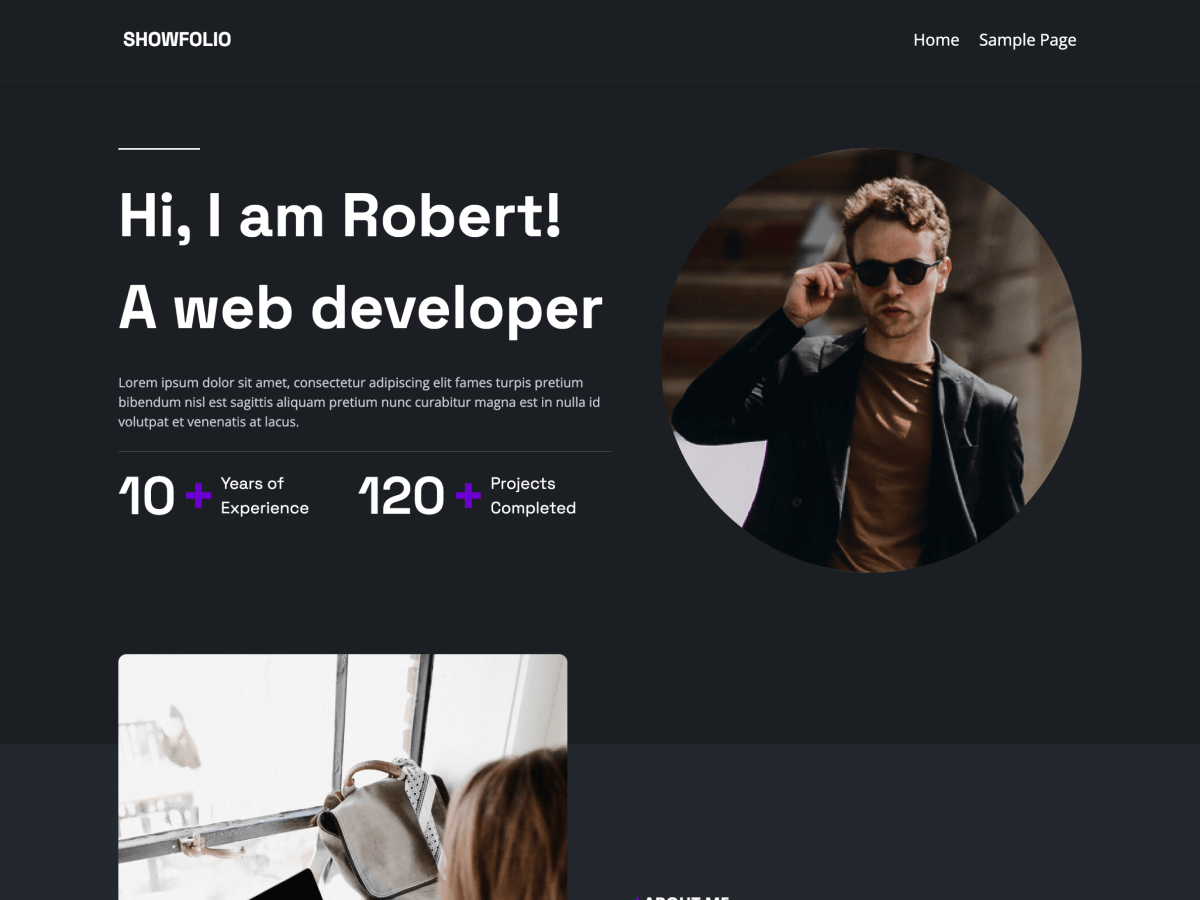 SHOWFOLIO
Home Sample Page
Hi, I am Robert!
A web developer
Lorem ipsum dolor sit amet, consectetur adipiscing elit fames turpis pretium
bibendum nisl est sagittis aliquam pretium nunc curabitur magna est in nulla id
volutpat et venenatis at lacus.
10 + Years of
Experience
120 + Projects
Completed
ABOUT ME